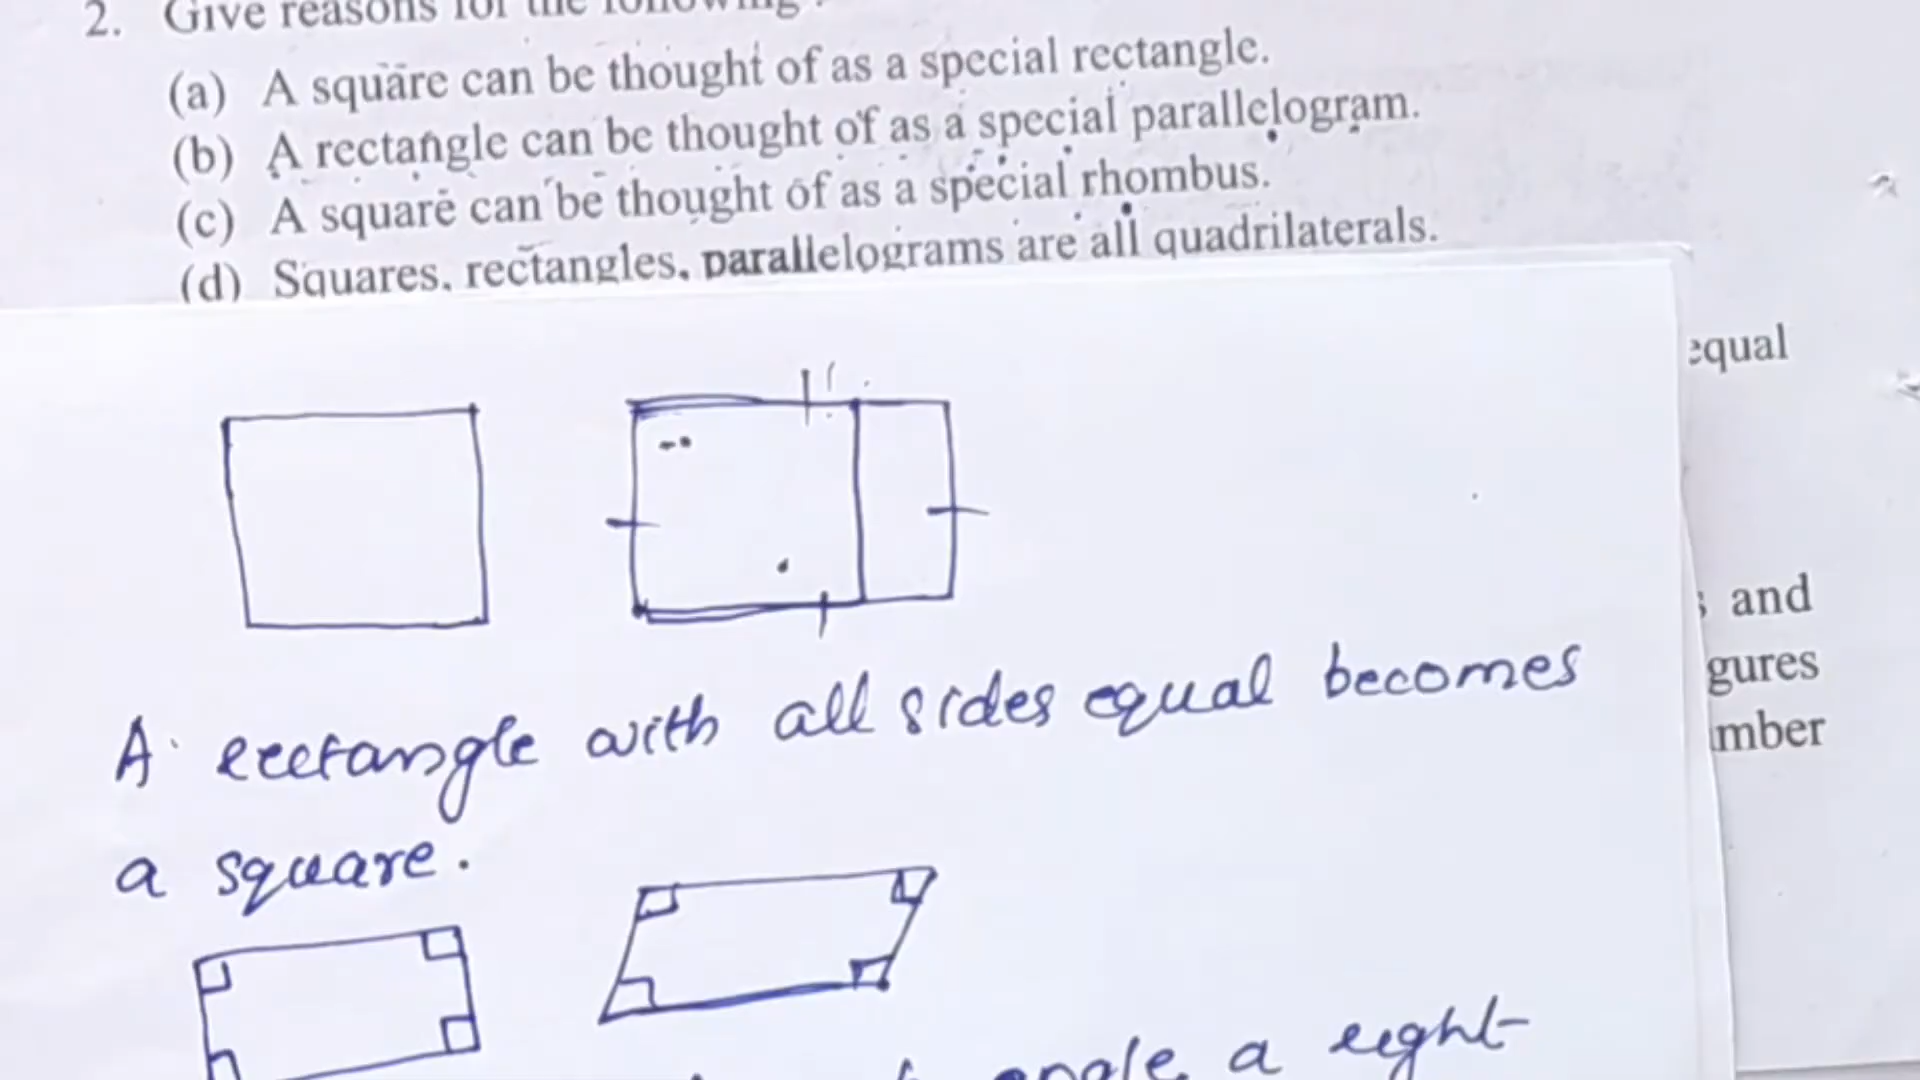 2. Give reasons for the following :
(a) A square can be thought of as a special rectangle.
(b) A rectangle can be thought of as a special parallelogram.
(c) A square can be thought of as a special rhombus.
(d) Squares, rectangles, parallelograms are all quadrilaterals.
equal
and
gures
mber
A rectangle with all sides equal becomes
a square.
angle a right